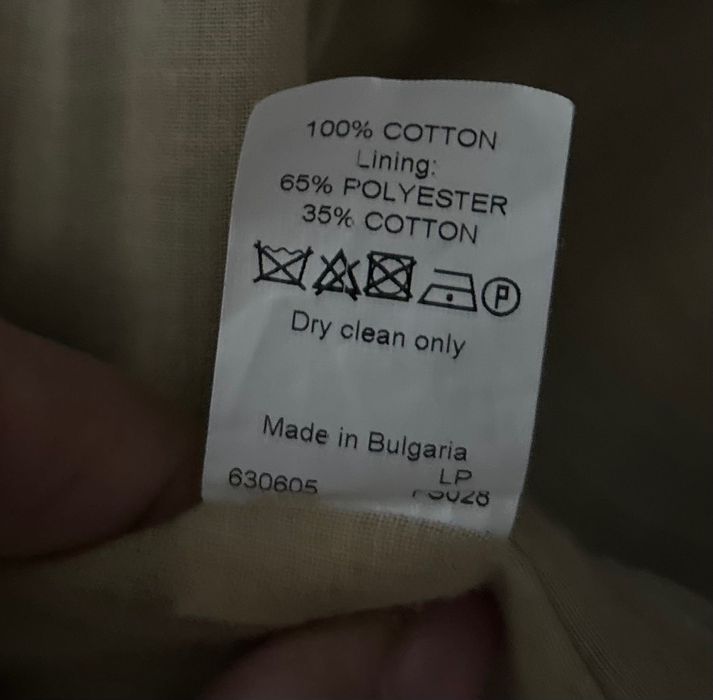 100% COTTON
Lining:
65% POLYESTER
35% COTTON
P
Dry clean only
Made in Bulgaria
LP
630605